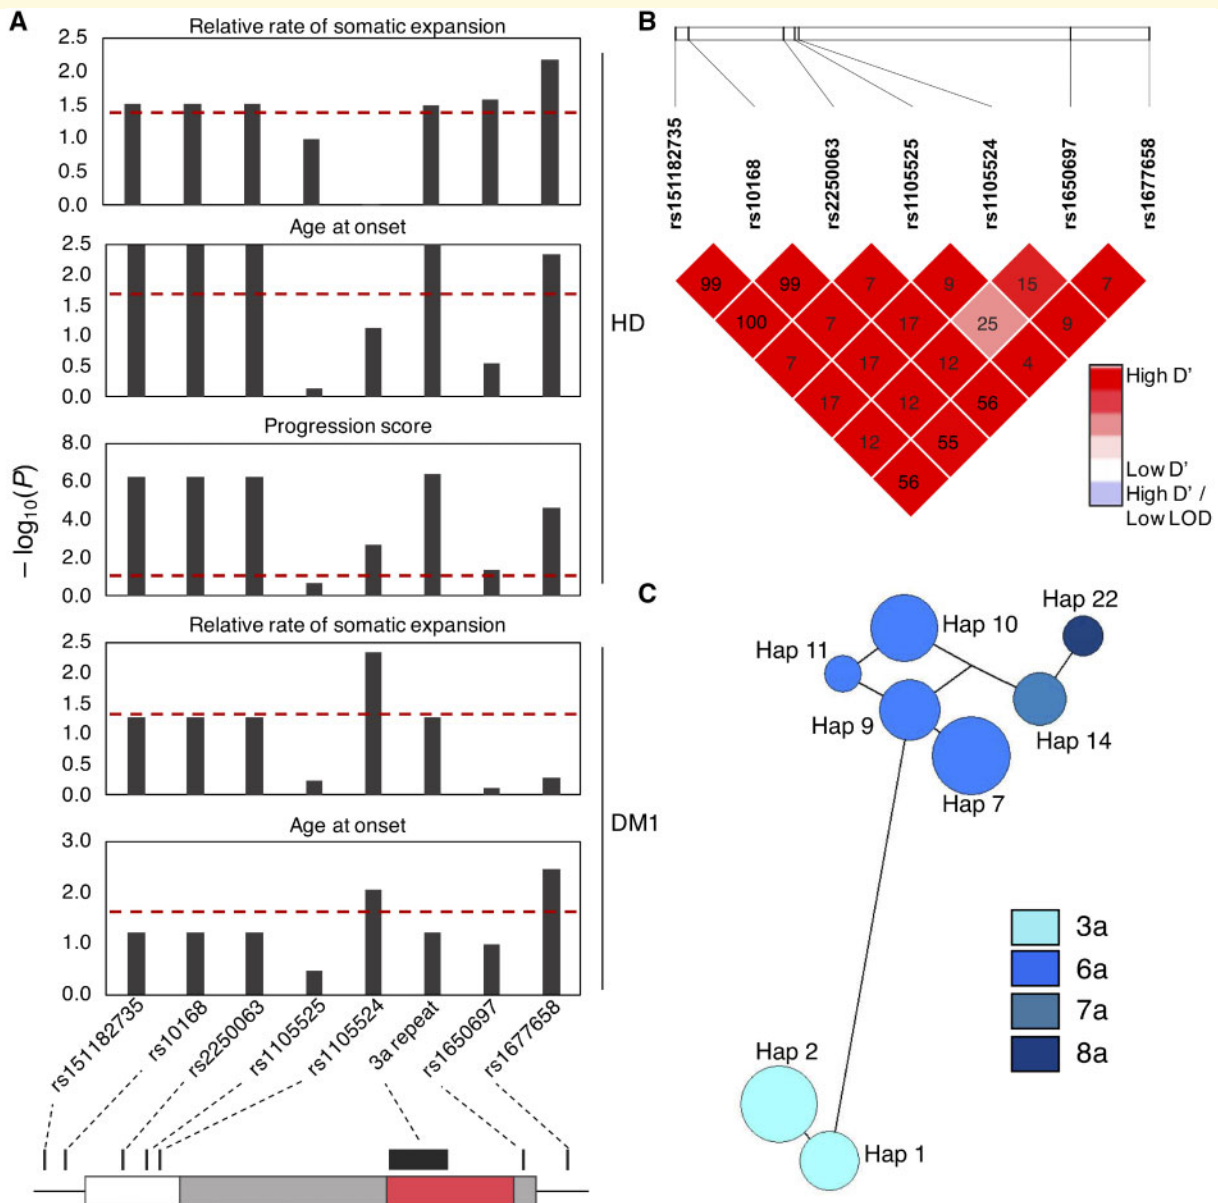 A
Relative rate of somatic expansion
2.5
2.0
1.5
1.0
0.5
0.0
Age at onset
2.5
2.0
1.5
1.0
0.5
0.0
HD
Progression score
8.0
6.0
4.0
2.0
0.0
−log10(P)
Relative rate of somatic expansion
2.5
2.0
1.5
1.0
0.5
0.0
Age at onset
3.0
2.0
1.0
0.0
DM1
rs151182735
rs10168
rs2250063
rs1105525
rs1105524
3a repeat
rs1650697
rs1677658
B
rs151182735
rs10168
rs2250063
rs1105525
rs1105524
rs1650697
rs1677658
99 99 7 9 15 7
100 7 17 25 9
7 17 12 4
17 12 56
12 55
56
High D'
Low D'
High D' /
Low LOD
C
Hap 22
Hap 10
Hap 11
Hap 9
Hap 14
Hap 7
3a
6a
7a
8a
Hap 2
Hap 1